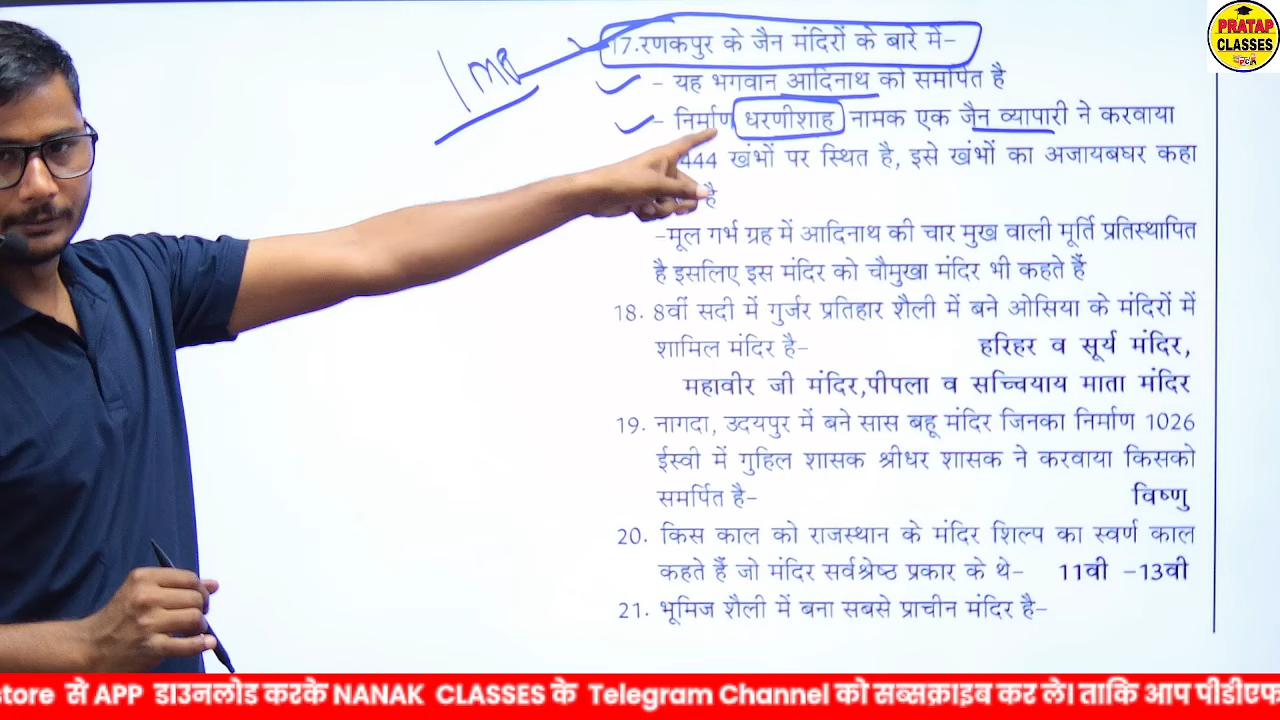 PRATAP
CLASSES
Imp
17.रणकपुर के जैन मंदिरों के बारे में-
- यह भगवान आदिनाथ को समर्पित है
- निर्माण धरणीशाह नामक एक जैन व्यापारी ने करवाया
444 खंभों पर स्थित है, इसे खंभों का अजायबघर कहा
है
-मूल गर्भ ग्रह में आदिनाथ की चार मुख वाली मूर्ति प्रतिस्थापित
है इसलिए इस मंदिर को चौमुखा मंदिर भी कहते हैं
18. 8वीं सदी में गुर्जर प्रतिहार शैली में बने ओसिया के मंदिरों में
शामिल मंदिर है- हरिहर व सूर्य मंदिर,
महावीर जी मंदिर,पीपला व सच्चियाय माता मंदिर
19. नागदा, उदयपुर में बने सास बहू मंदिर जिनका निर्माण 1026
ईस्वी में गुहिल शासक श्रीधर शासक ने करवाया किसको
समर्पित है- विष्णु
20. किस काल को राजस्थान के मंदिर शिल्प का स्वर्ण काल
कहते हैं जो मंदिर सर्वश्रेष्ठ प्रकार के थे- 11वी -13वी
21. भूमिज शैली में बना सबसे प्राचीन मंदिर है-
store से APP डाउनलोड करके NANAK CLASSES के Telegram Channel को सब्सक्राइब कर ले। ताकि आप पीडीएफ